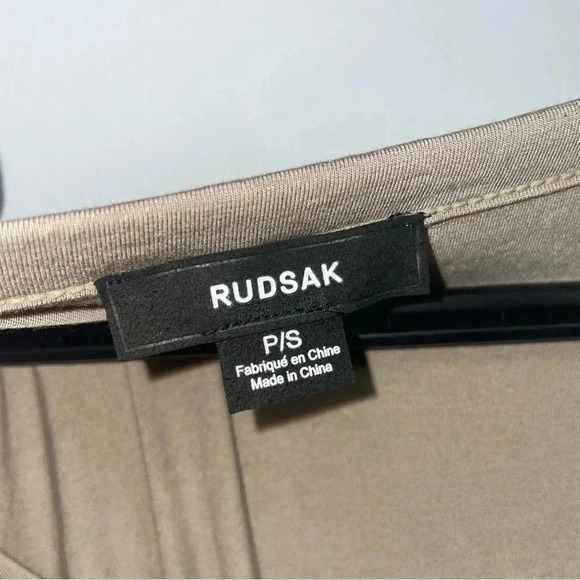 RUDSAK
P/S
Fabriqué en Chine
Made in China